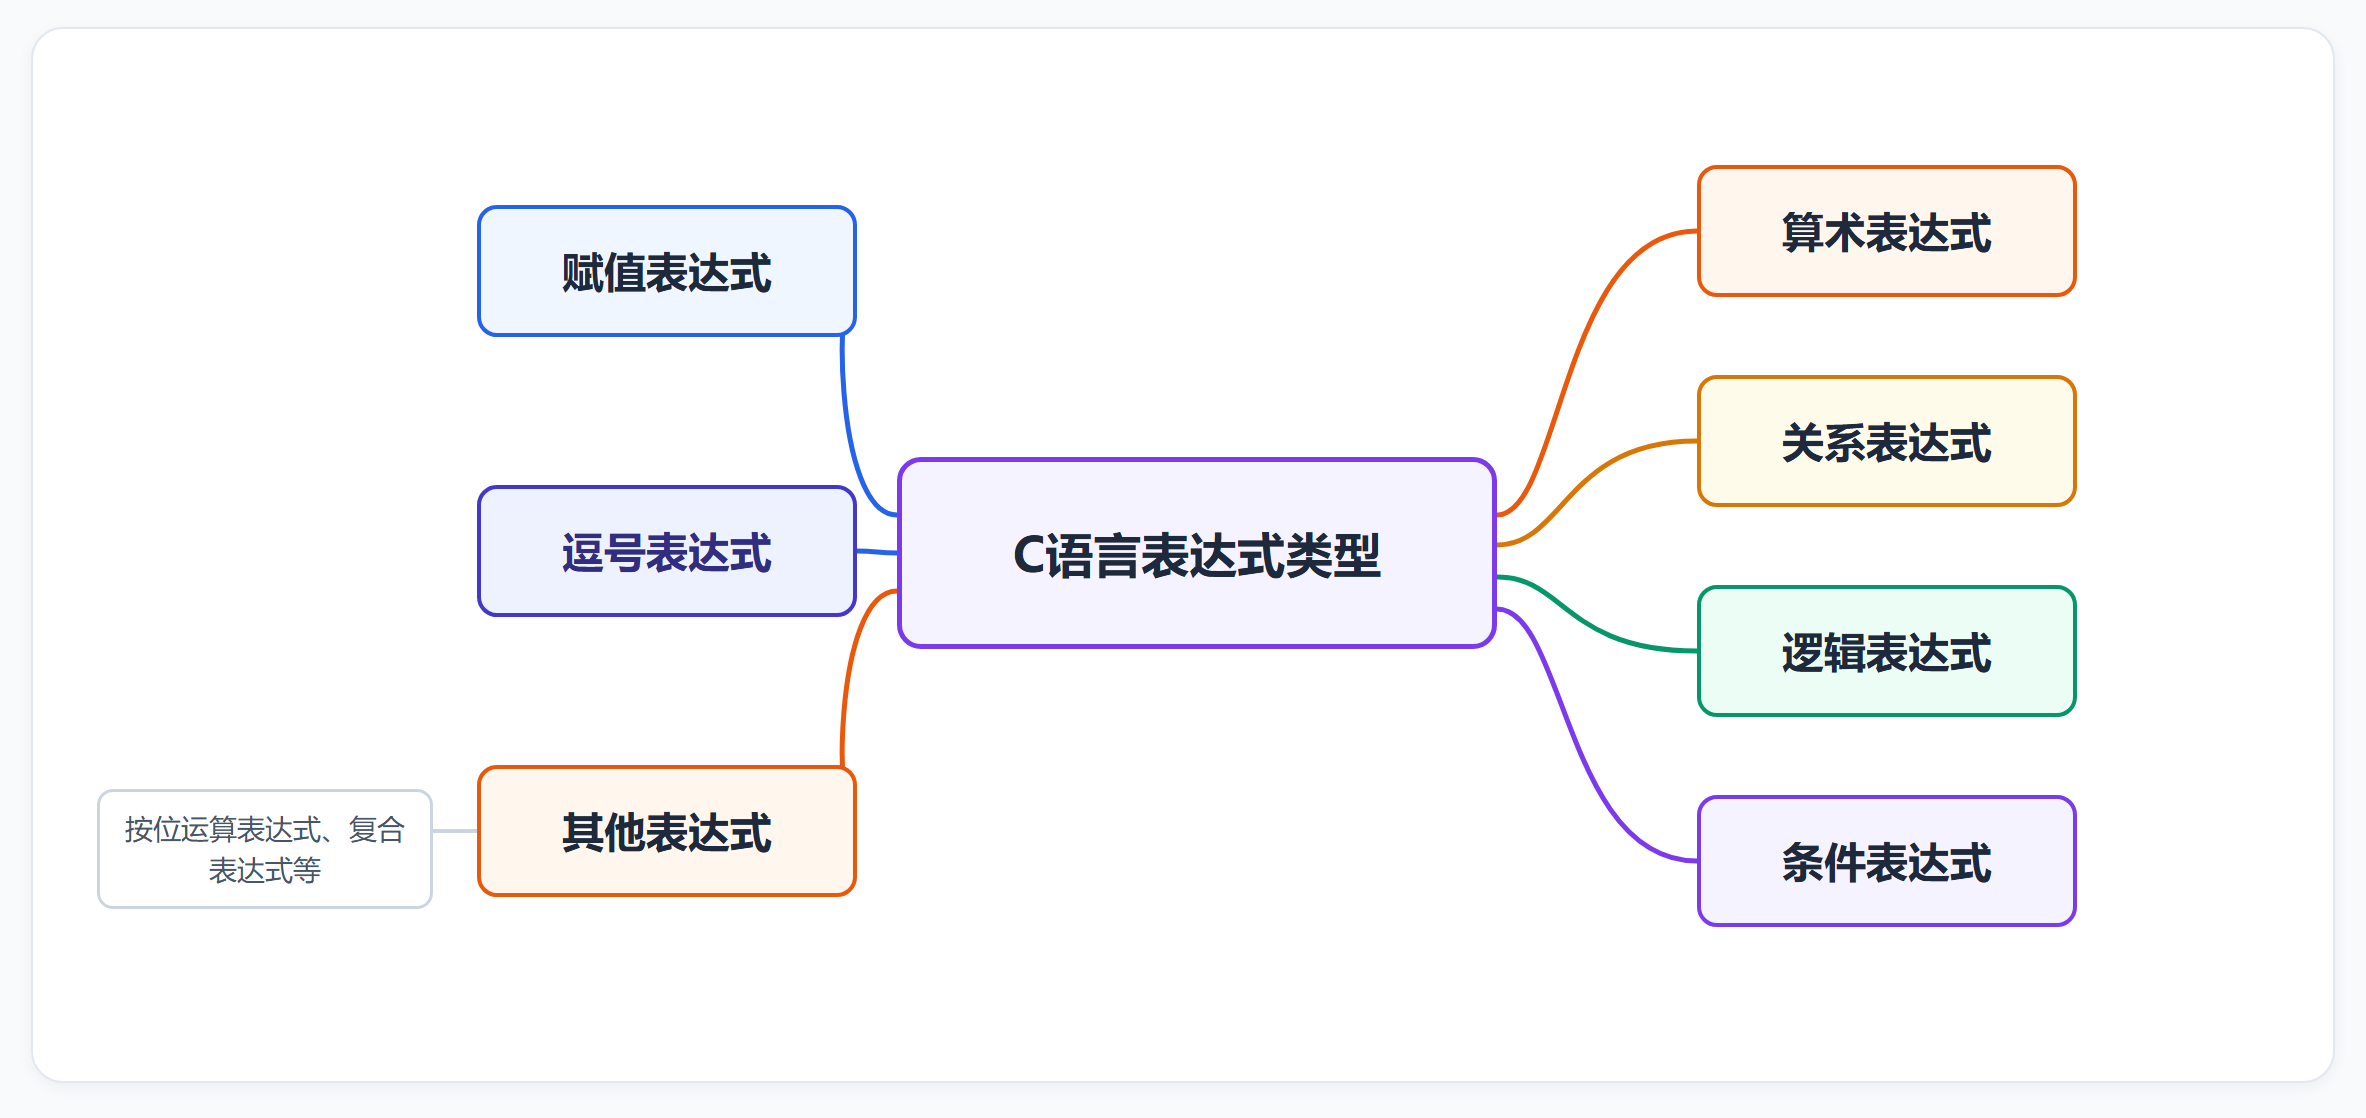 C语言表达式类型
赋值表达式
逗号表达式
其他表达式
按位运算表达式、复合
表达式等
算术表达式
关系表达式
逻辑表达式
条件表达式